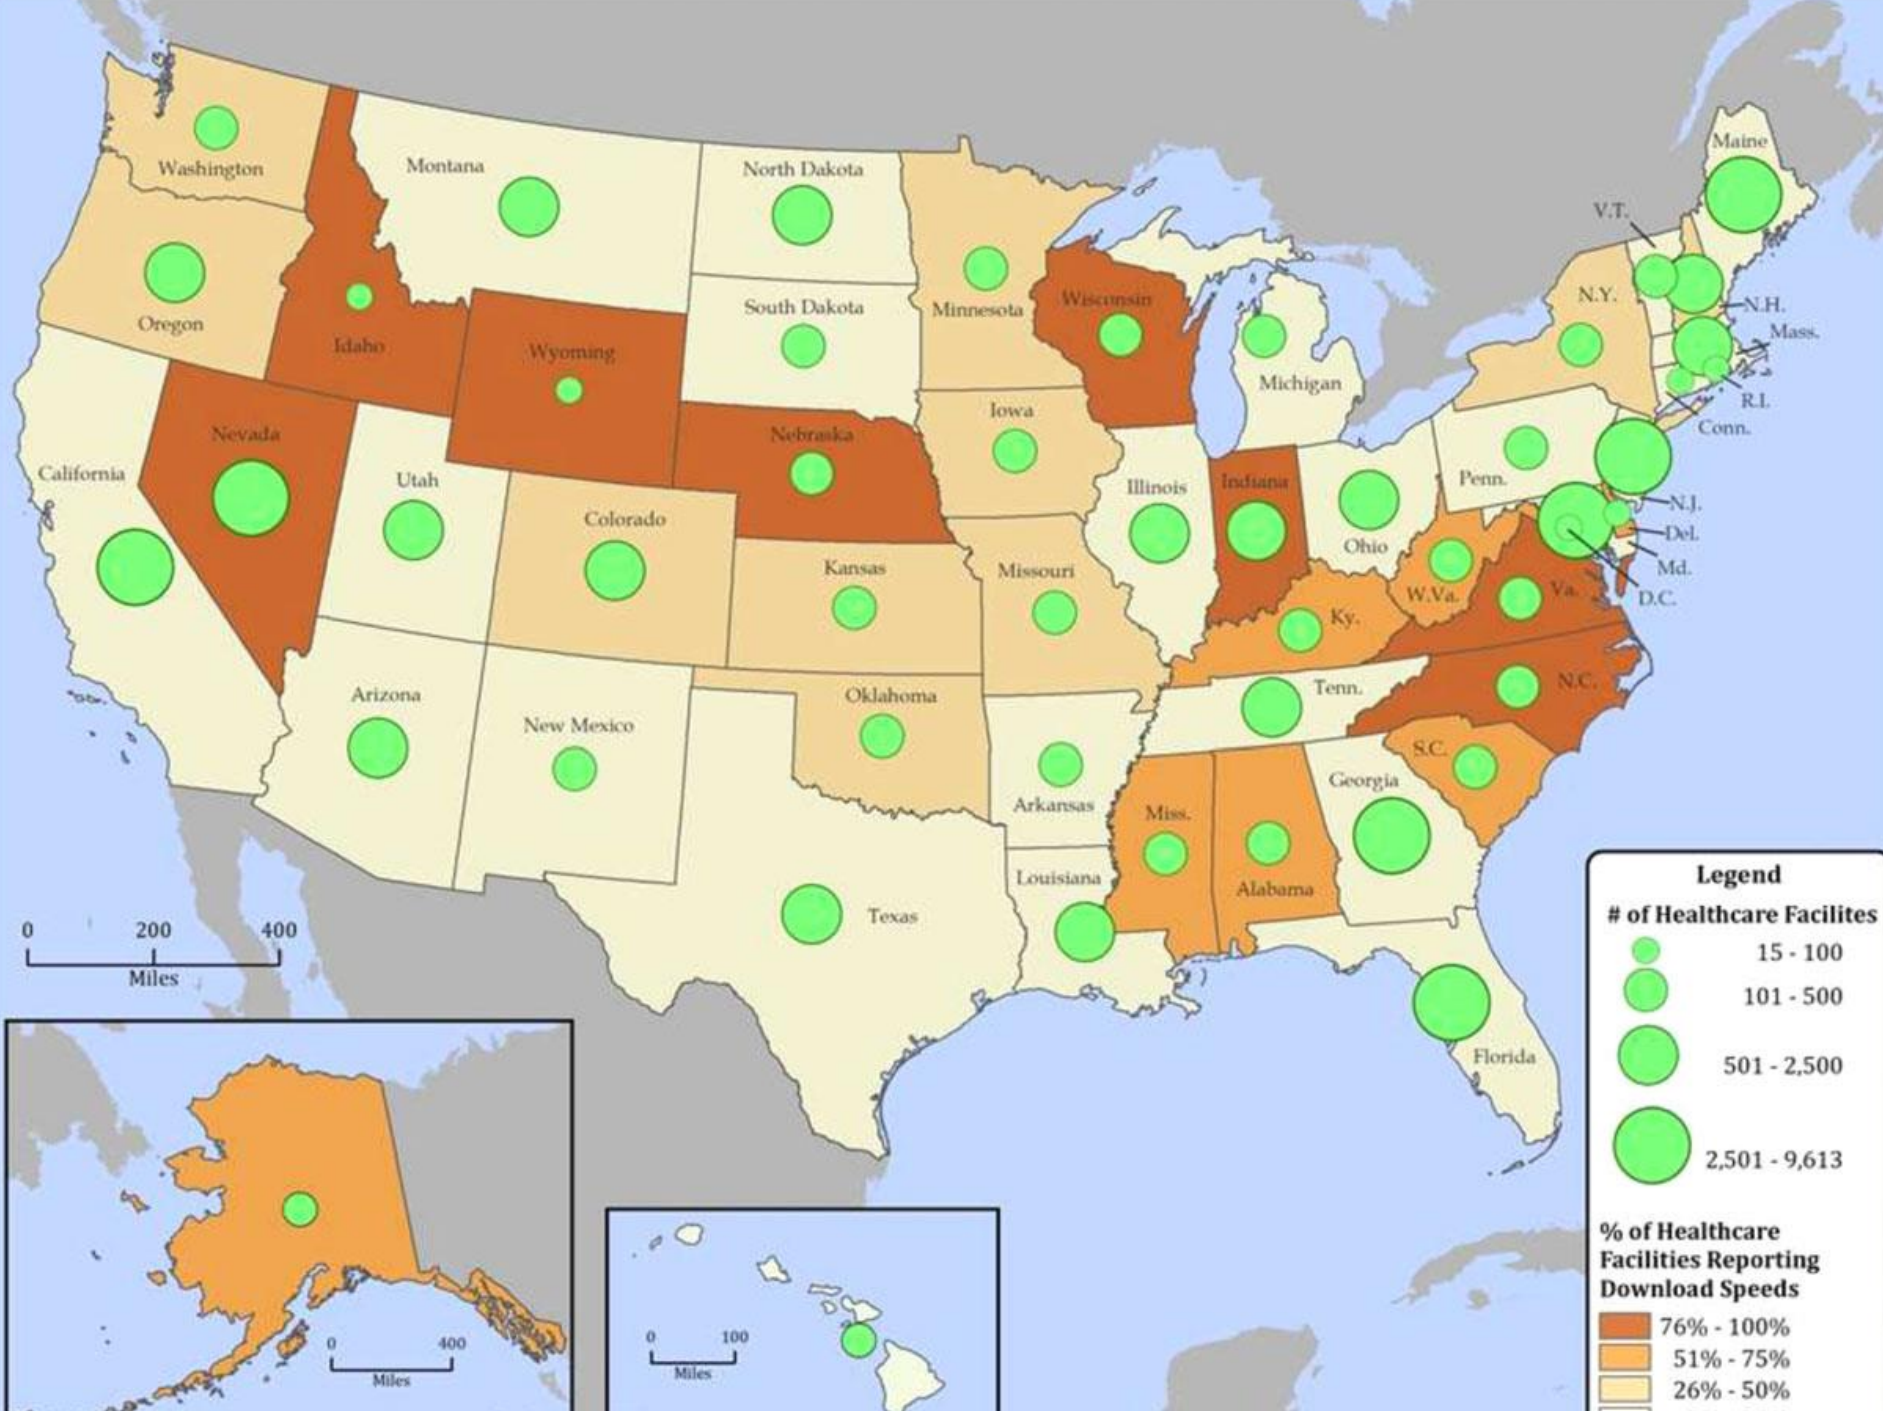 Washington
Montana
North Dakota
Maine
V.T.
Oregon
Idaho
Wyoming
South Dakota
Minnesota
Wisconsin
Michigan
N.Y.
N.H.
Mass.
R.I.
Conn.
Nevada
California
Utah
Colorado
Nebraska
Iowa
Illinois
Indiana
Ohio
Penn.
N.J.
Del.
Md.
D.C.
Kansas
Missouri
Ky.
W.Va.
Va.
Arizona
New Mexico
Oklahoma
Tenn.
N.C.
Arkansas
Miss.
Alabama
Georgia
S.C.
Louisiana
Texas
Florida
0 200 400
Miles
0 400
Miles
0 100
Miles
Legend
# of Healthcare Facilites
15 - 100
101 - 500
501 - 2,500
2,501 - 9,613
% of Healthcare
Facilities Reporting
Download Speeds
76% - 100%
51% - 75%
26% - 50%